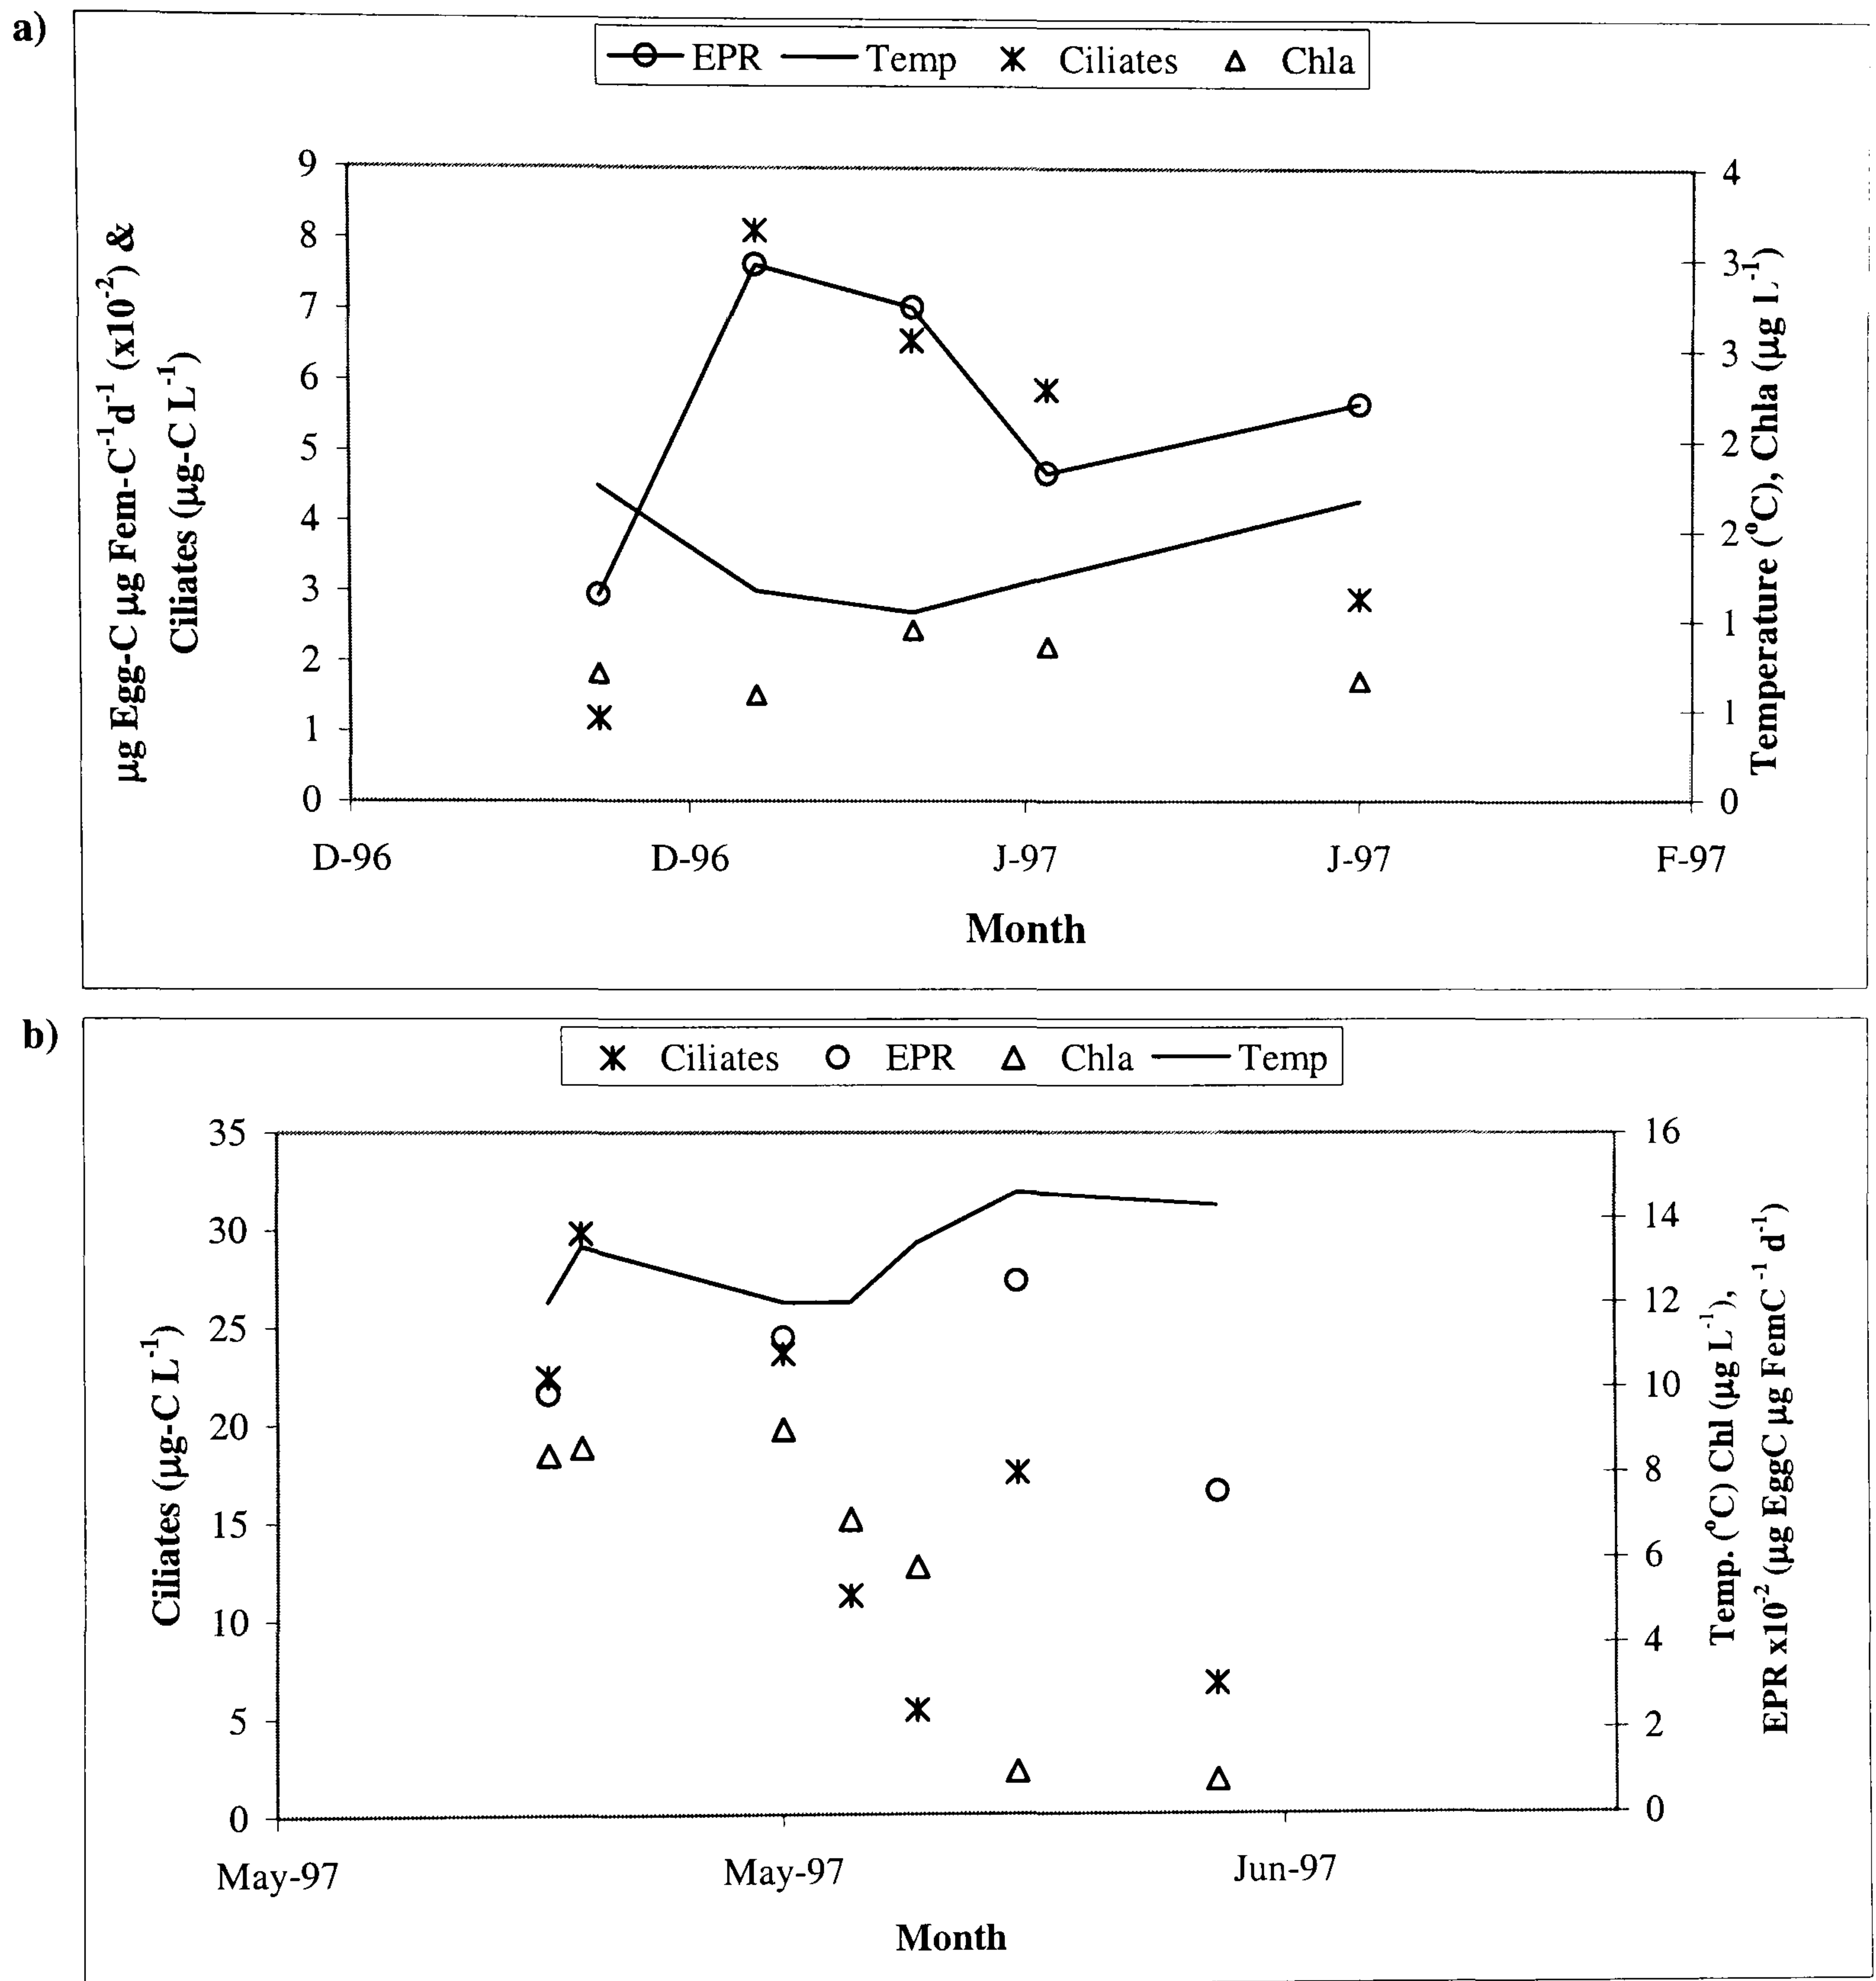 a)
EPR Temp Ciliates Chla
µg Egg-C µg Fem-C⁻¹d⁻¹ (x10⁻²) &
Ciliates (µg-C L⁻¹)
9
8
7
6
5
4
3
2
1
0
4
3
3
2
2
1
1
0
Temperature (°C), Chla (µg L⁻¹)
D-96 D-96 J-97 J-97 F-97
Month
b)
Ciliates EPR Chla Temp
Ciliates (µg-C L⁻¹)
35
30
25
20
15
10
5
0
16
14
12
10
8
6
4
2
0
Temp. (°C) Chl (µg L⁻¹),
EPR x10⁻² (µg EggC µg FemC⁻¹ d⁻¹)
May-97 May-97 Jun-97
Month